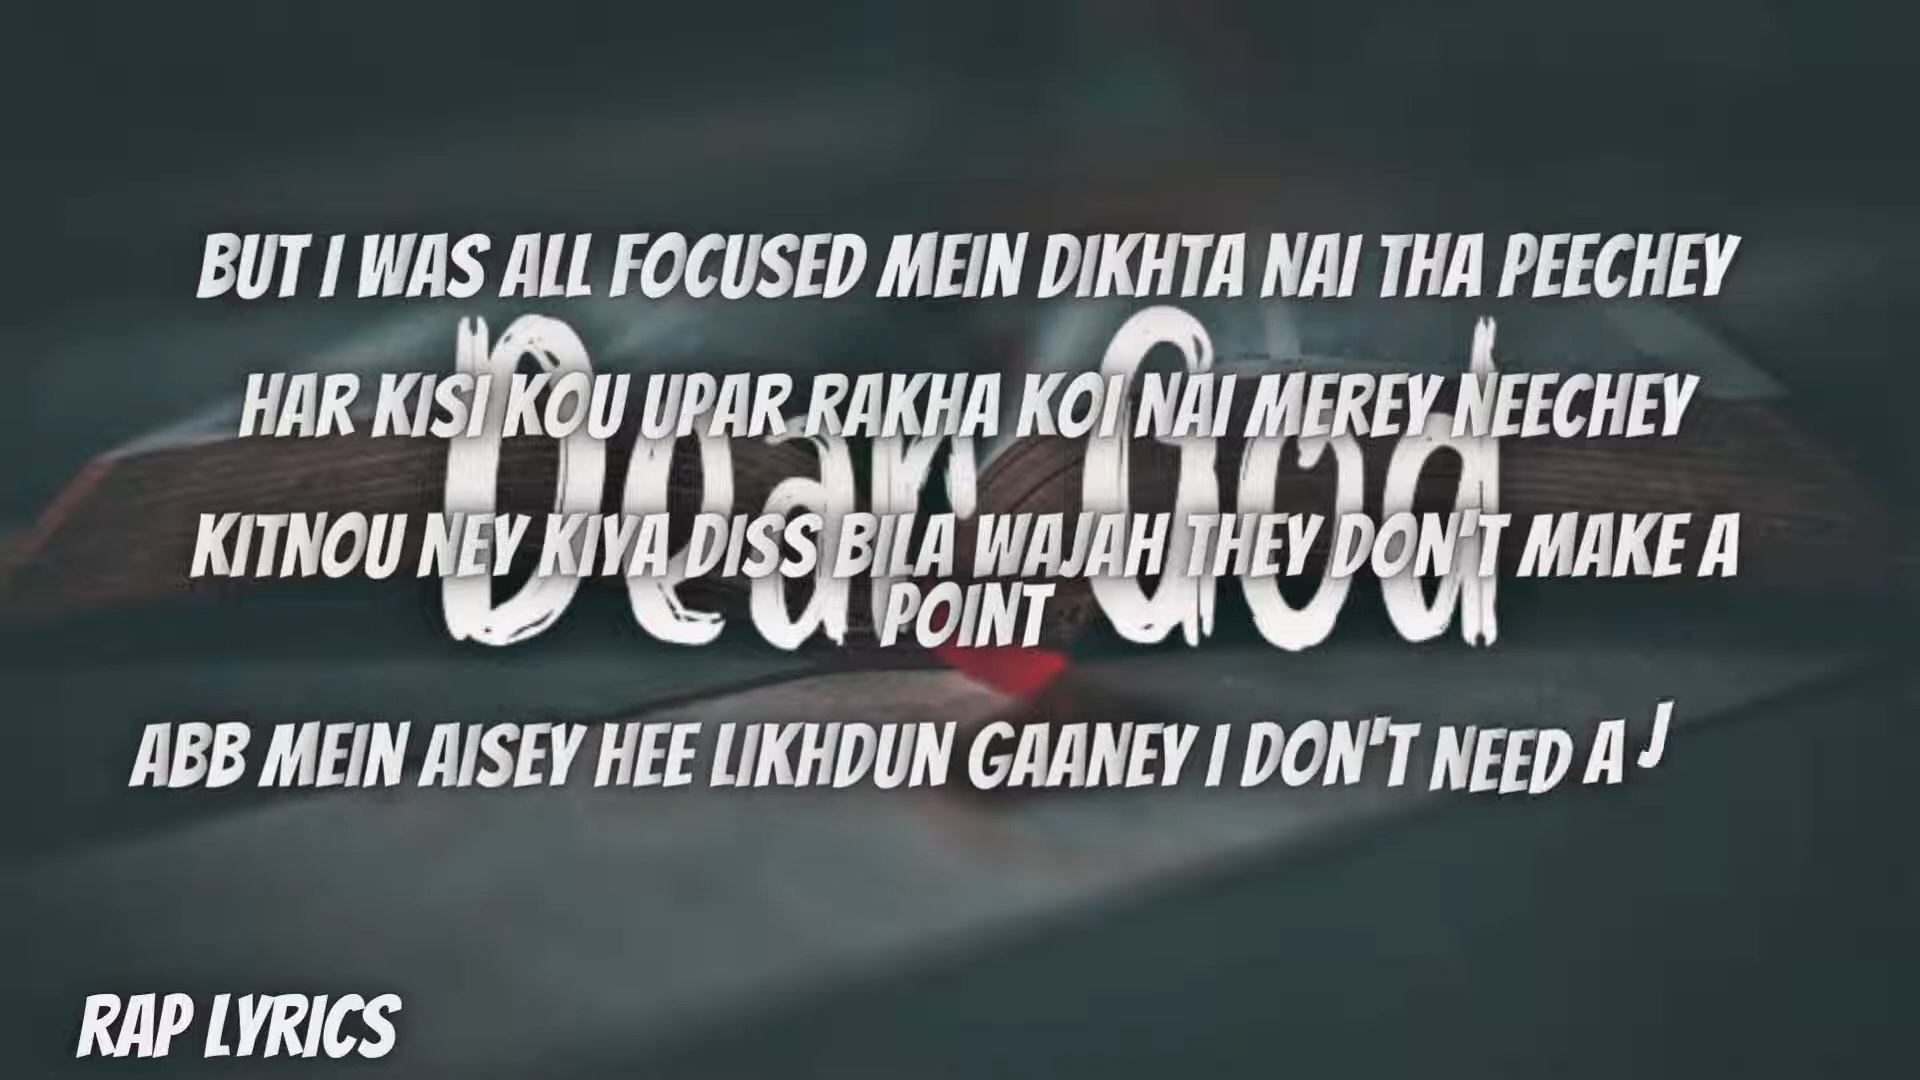 BUT I WAS ALL FOCUSED MEIN DIKHTA NAI THA PEECHEY
HAR KISI KOU UPAR RAKHA KOI NAI MEREY NEECHEY
Dear God
KITNOU NEY KIYA DISS BILA WAJAH THEY DON'T MAKE A
POINT
ABB MEIN AISEY HEE LIKHDUN GAANEY I DON'T NEED A J
RAP LYRICS